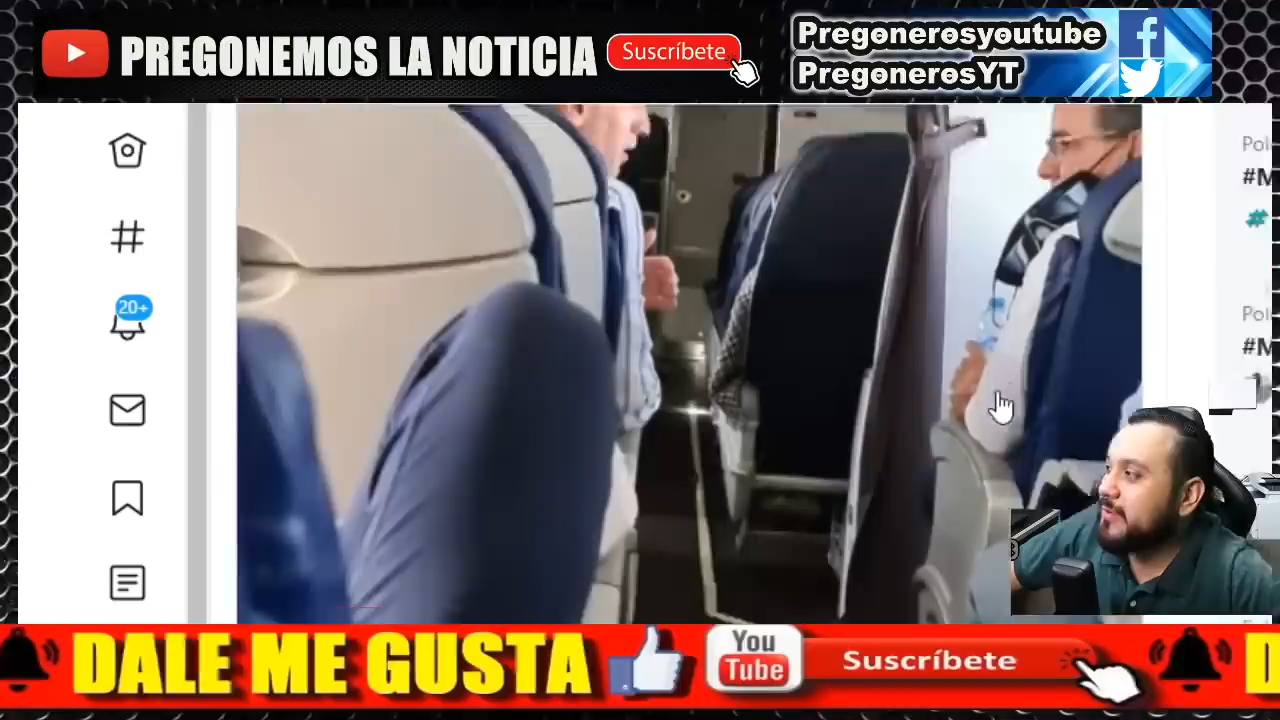 PREGONEMOS LA NOTICIA
Suscríbete
Pregonerosyoutube
PregonerosYT
20+
#
#
DALE ME GUSTA
You
Tube
Suscríbete